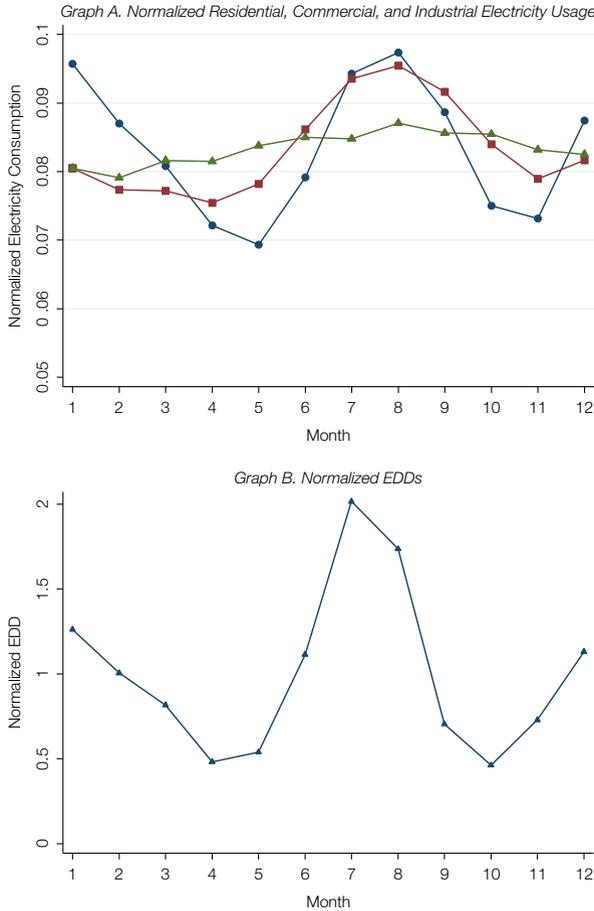 Graph A. Normalized Residential, Commercial, and Industrial Electricity Usage
Normalized Electricity Consumption
0.1
0.09
0.08
0.07
0.06
0.05
1 2 3 4 5 6 7 8 9 10 11 12
Month
Graph B. Normalized EDDs
Normalized EDD
2
1.5
1
0.5
0
1 2 3 4 5 6 7 8 9 10 11 12
Month